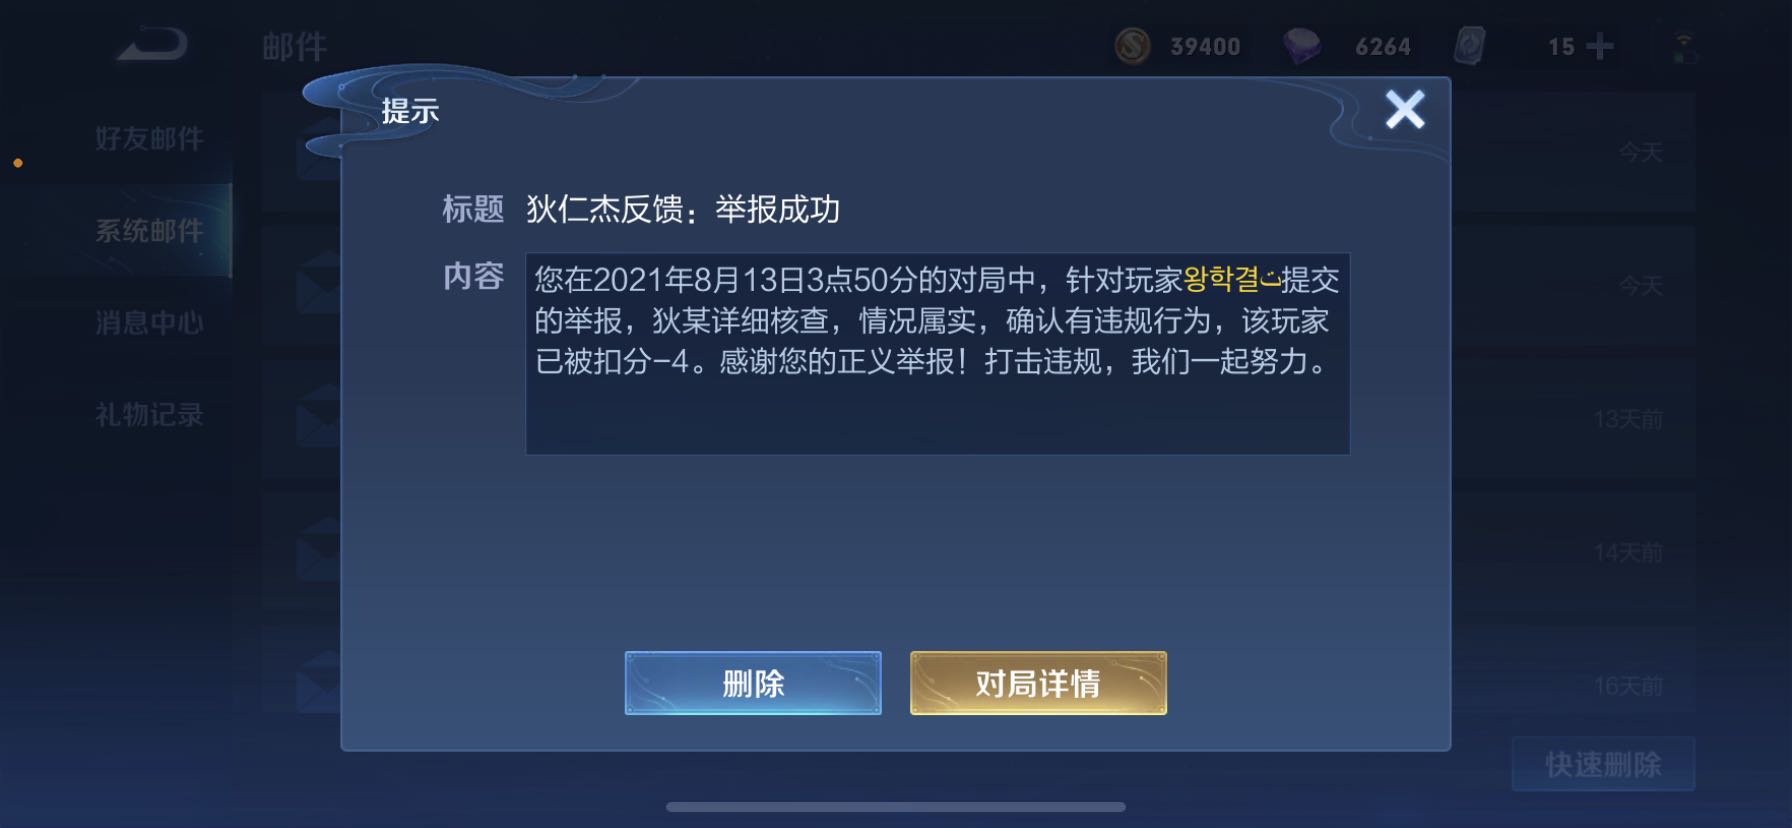 邮件
39400
6264
15
提示
好友邮件
今天
系统邮件
标题
狄仁杰反馈：举报成功
内容
您在2021年8月13日3点50分的对局中，针对玩家왕학결ت提交
的举报，狄某详细核查，情况属实，确认有违规行为，该玩家
已被扣分-4。感谢您的正义举报！打击违规，我们一起努力。
今天
消息中心
礼物记录
13天前
14天前
16天前
删除
对局详情
快速删除